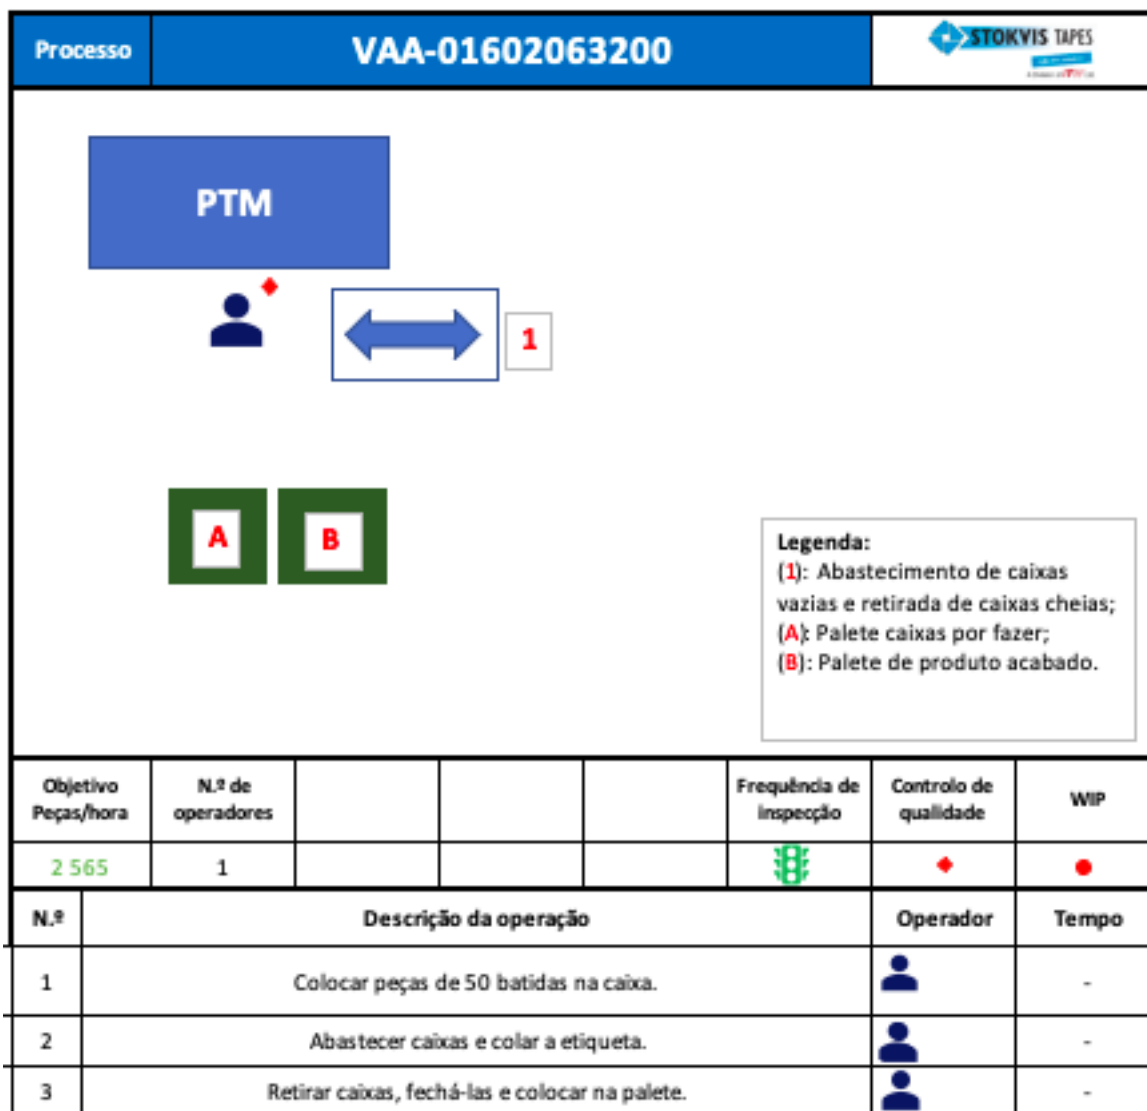 Processo
VAA-01602063200
STOKVIS TAPES
PTM
1
A
B
Legenda:
(1): Abastecimento de caixas
vazias e retirada de caixas cheias;
(A): Palete caixas por fazer;
(B): Palete de produto acabado.
Objetivo
Peças/hora
N.º de
operadores
Frequência de
inspecção
Controlo de
qualidade
WIP
2 565
1
N.º
Descrição da operação
Operador
Tempo
1
Colocar peças de 50 batidas na caixa.
-
2
Abastecer caixas e colar a etiqueta.
-
3
Retirar caixas, fechá-las e colocar na palete.
-